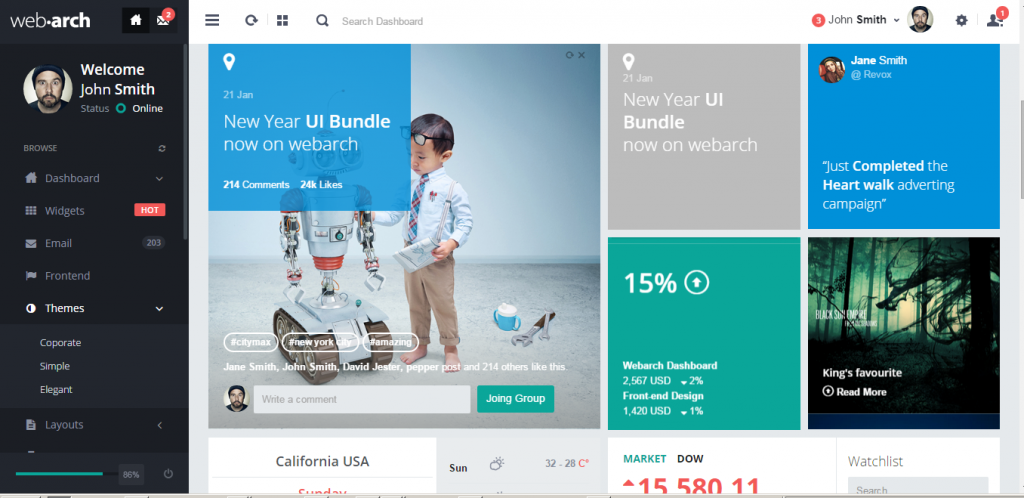 web·arch
2
Search Dashboard
3 John Smith
1
Welcome
John Smith
Status Online
BROWSE
Dashboard
Widgets HOT
Email 203
Frontend
Themes
Coporate
Simple
Elegant
Layouts
86%
21 Jan
New Year UI Bundle
now on webarch
214 Comments 24k Likes
#citymax #new york city #amazing
Jane Smith, John Smith, David Jester, pepper post and 214 others like this.
Write a comment
Joing Group
21 Jan
New Year UI
Bundle
now on webarch
Jane Smith
@ Revox
“Just Completed the
Heart walk adverting
campaign”
15%
Webarch Dashboard
2,567 USD 2%
Front-end Design
1,420 USD 1%
BLACK SUN EMPIRE
King's favourite
Read More
California USA
Sunday
Sun 32 - 28 C°
MARKET DOW
15,580.11
Watchlist
Search